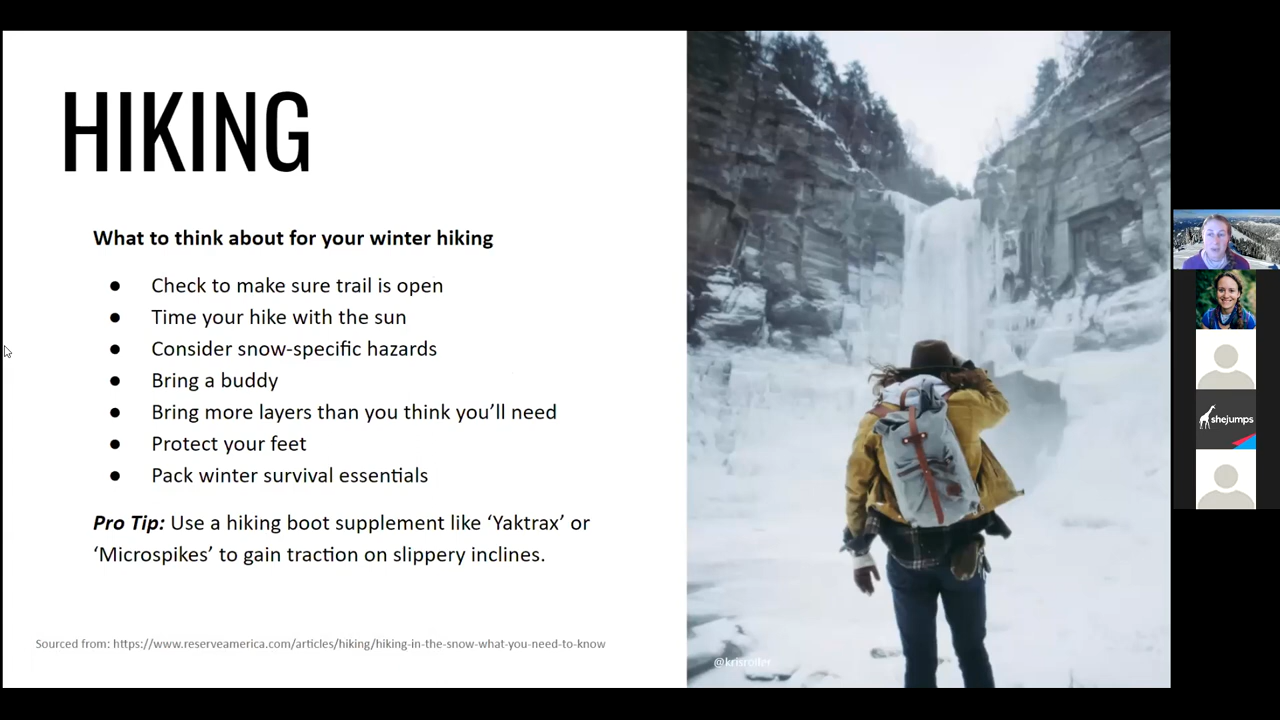 HIKING
What to think about for your winter hiking
● Check to make sure trail is open
● Time your hike with the sun
● Consider snow-specific hazards
● Bring a buddy
● Bring more layers than you think you’ll need
● Protect your feet
● Pack winter survival essentials
Pro Tip: Use a hiking boot supplement like ‘Yaktrax’ or
‘Microspikes’ to gain traction on slippery inclines.
Sourced from: https://www.reserveamerica.com/articles/hiking/hiking-in-the-snow-what-you-need-to-know
@krisroller
shejumps